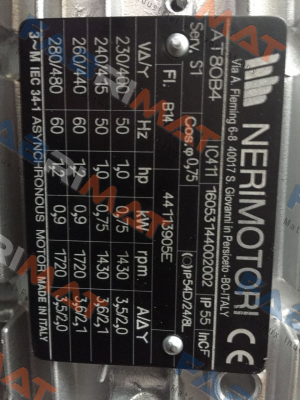 NERIMOTORI
Via A. Fleming 6-8 40017 S. Giovanni in Persiceto -BO-ITALY
CE
AT80B4 IC411 16053144002002 IP 55 InCF
Serv. S1 Cos.φ 0,75 IP54D/24/8L
Fl. B14 44113905E
V Δ/Y Hz hp kW rpm. A Δ/Y
230/400 50 1,0 0,75 1430 3,5/2,0
240/415 50 1,0 0,75 1430 3,6/2,1
260/440 60 1,2 0,9 1720 3,6/2,1
280/480 60 1,2 0,9 1720 3,5/2,0
3~M IEC 34-1 ASYNCHRONOUS MOTOR MADE IN ITALY